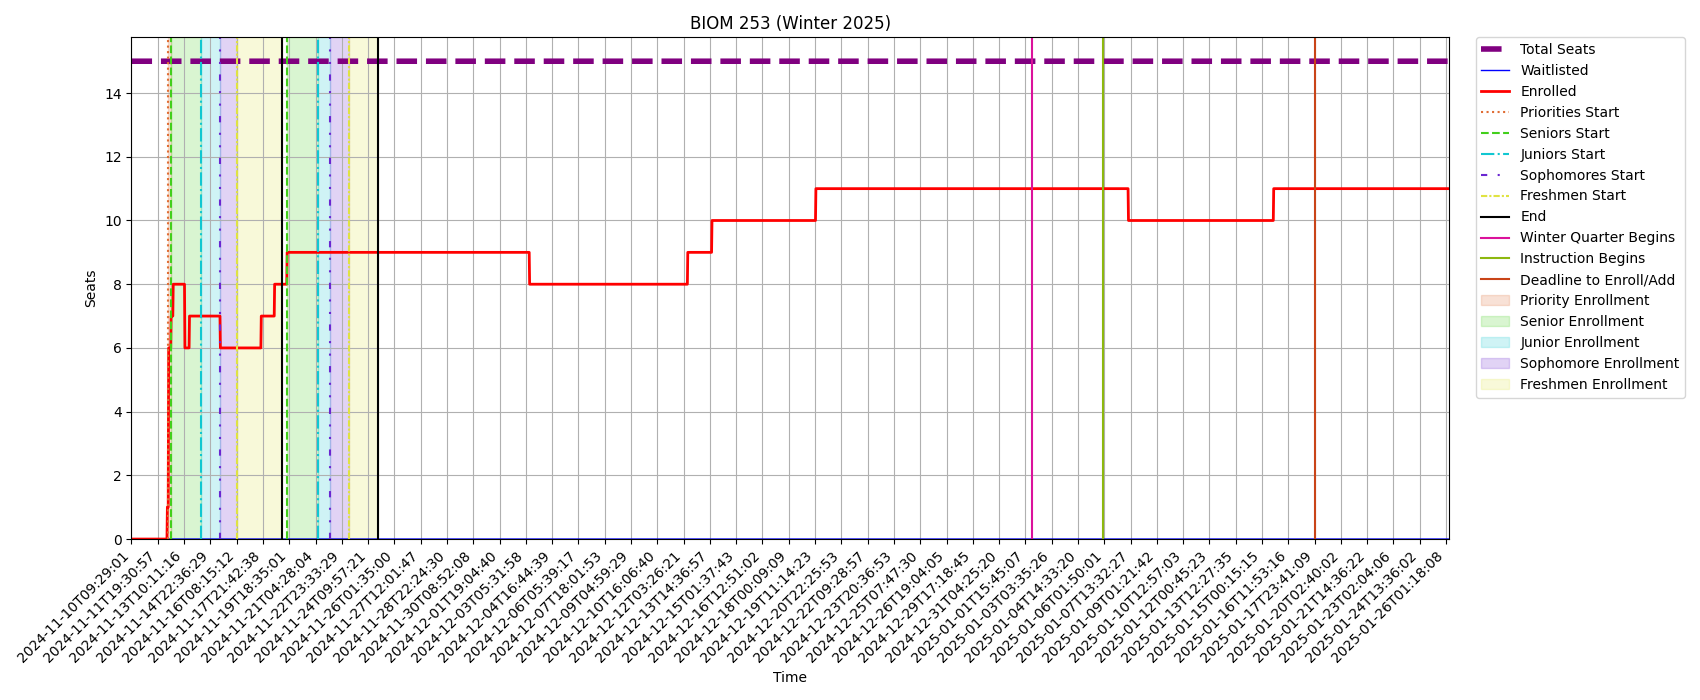 BIOM 253 (Winter 2025)
Seats
14
12
10
8
6
4
2
0
2024-11-10T09:29:01
2024-11-11T19:30:57
2024-11-13T10:11:16
2024-11-14T22:36:29
2024-11-16T08:15:12
2024-11-17T21:42:38
2024-11-19T18:35:01
2024-11-21T04:28:04
2024-11-22T23:33:29
2024-11-24T09:57:21
2024-11-26T01:35:00
2024-11-27T12:01:47
2024-11-28T22:24:30
2024-11-30T08:52:08
2024-12-01T19:04:40
2024-12-03T05:31:58
2024-12-04T16:44:39
2024-12-06T05:39:17
2024-12-07T18:01:53
2024-12-09T04:59:29
2024-12-10T16:06:40
2024-12-12T03:26:21
2024-12-13T14:36:57
2024-12-15T01:37:43
2024-12-16T12:51:02
2024-12-18T00:09:09
2024-12-19T11:14:23
2024-12-20T22:25:53
2024-12-22T09:28:57
2024-12-23T20:36:53
2024-12-25T07:47:30
2024-12-26T19:04:05
2024-12-29T17:18:45
2024-12-31T04:25:20
2025-01-01T15:45:07
2025-01-03T03:35:26
2025-01-04T14:33:20
2025-01-06T01:50:01
2025-01-07T13:32:27
2025-01-09T01:21:42
2025-01-10T12:57:03
2025-01-12T00:45:23
2025-01-13T12:27:35
2025-01-15T00:15:15
2025-01-16T11:53:16
2025-01-17T23:41:09
2025-01-20T02:40:02
2025-01-21T14:36:22
2025-01-23T02:04:06
2025-01-24T13:36:02
2025-01-26T01:18:08
Time
Total Seats
Waitlisted
Enrolled
Priorities Start
Seniors Start
Juniors Start
Sophomores Start
Freshmen Start
End
Winter Quarter Begins
Instruction Begins
Deadline to Enroll/Add
Priority Enrollment
Senior Enrollment
Junior Enrollment
Sophomore Enrollment
Freshmen Enrollment